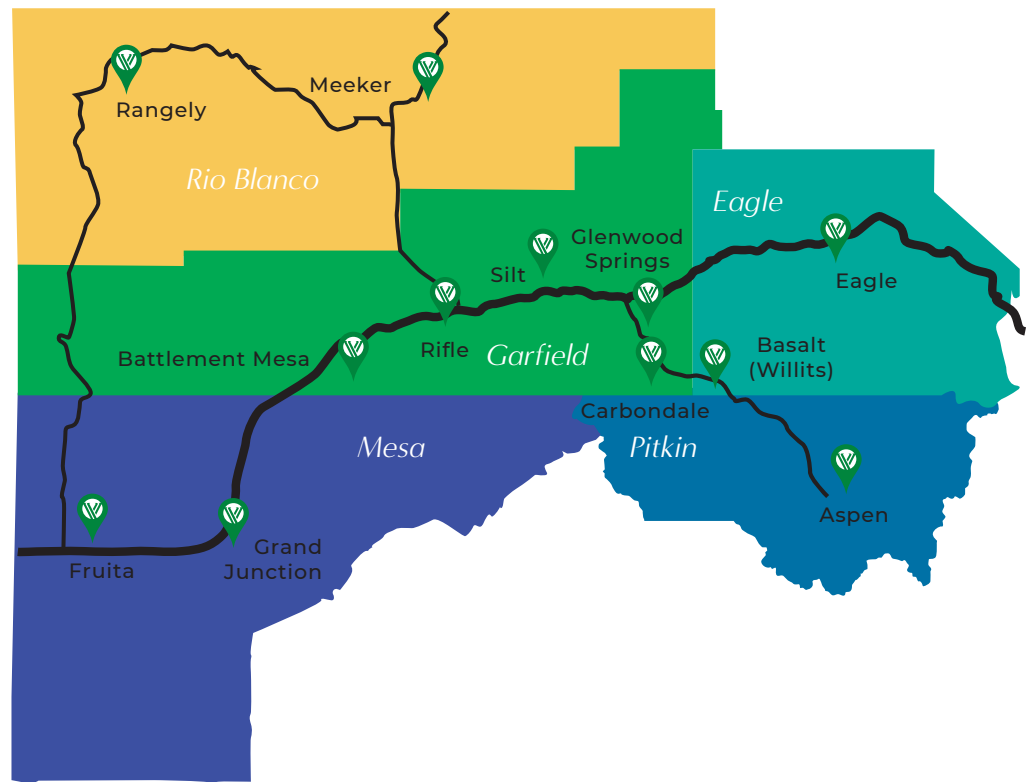 Meeker
Rangely
Rio Blanco
Eagle
Glenwood
Springs
Silt
Eagle
Battlement Mesa
Rifle
Garfield
Basalt
(Willits)
Carbondale
Mesa
Pitkin
Aspen
Grand
Junction
Fruita